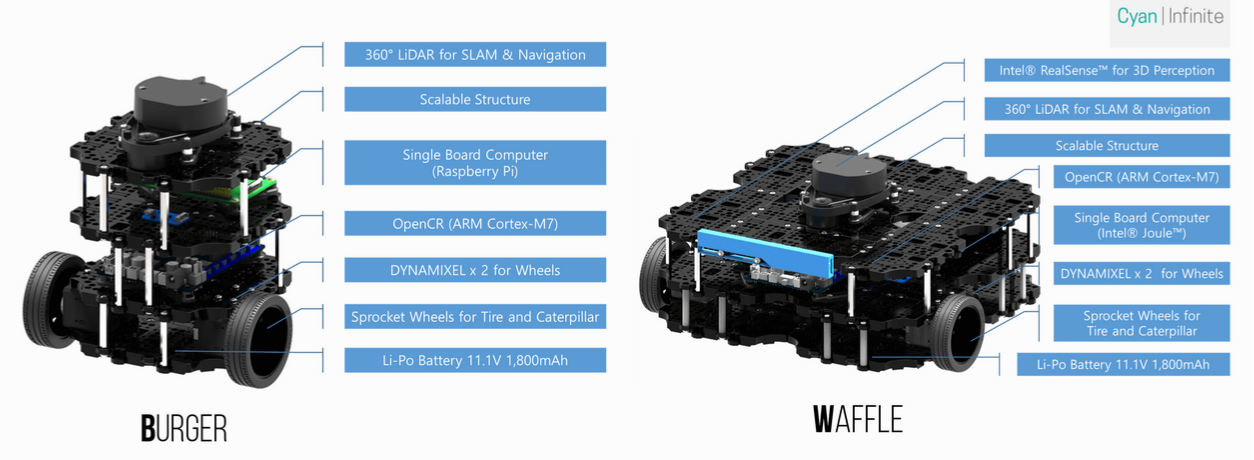 Cyan | Infinite
360° LiDAR for SLAM & Navigation
Scalable Structure
Single Board Computer
(Raspberry Pi)
OpenCR (ARM Cortex-M7)
DYNAMIXEL x 2 for Wheels
Sprocket Wheels for Tire and Caterpillar
Li-Po Battery 11.1V 1,800mAh
BURGER
Intel® RealSense™ for 3D Perception
360° LiDAR for SLAM & Navigation
Scalable Structure
OpenCR (ARM Cortex-M7)
Single Board Computer
(Intel® Joule™)
DYNAMIXEL x 2 for Wheels
Sprocket Wheels for
Tire and Caterpillar
Li-Po Battery 11.1V 1,800mAh
WAFFLE